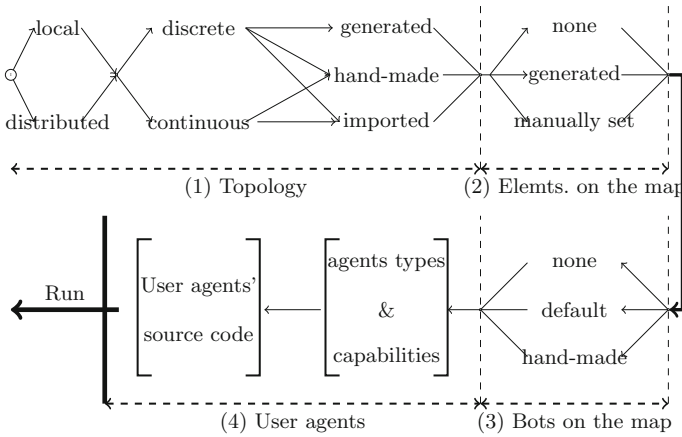 local discrete generated none
hand-made generated
distributed continuous imported manually set
(1) Topology (2) Elemts. on the map
agents types none
User agents'
Run & default
source code
capabilities hand-made
(4) User agents (3) Bots on the map